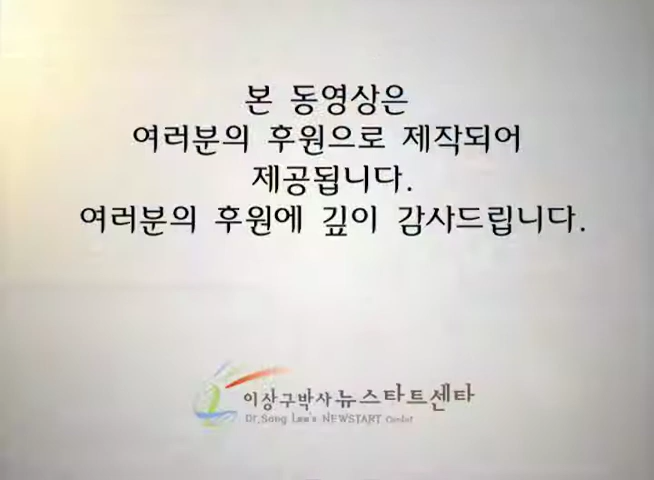 본 동영상은
여러분의 후원으로 제작되어
제공됩니다.
여러분의 후원에 깊이 감사드립니다.
이상구박사뉴스타트센타
Dr.Sang Lee's NEWSTART Center